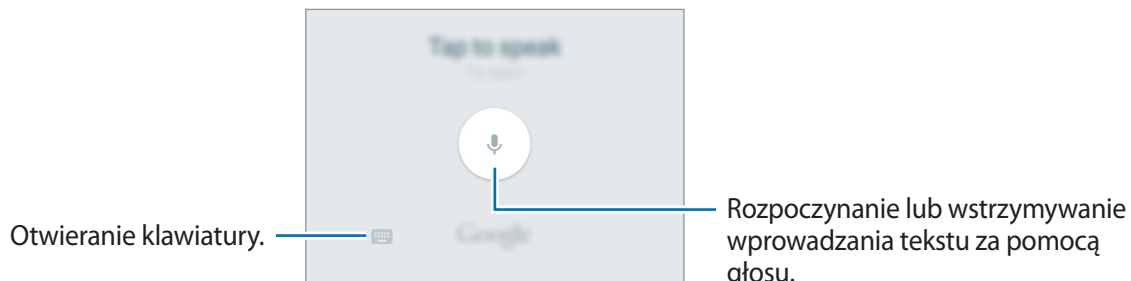 Tap to speak
Otwieranie klawiatury.
Google
Rozpoczynanie lub wstrzymywanie
wprowadzania tekstu za pomocą
głosu.